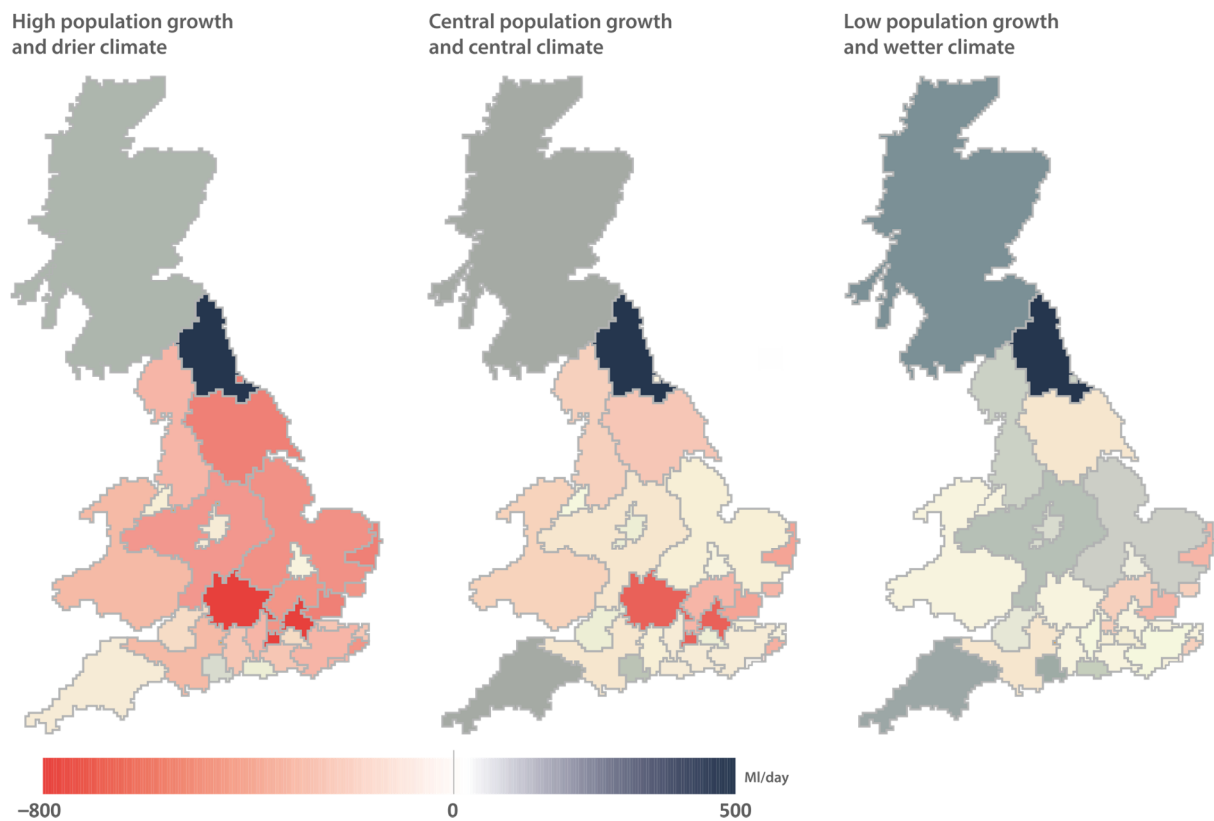 High population growth
and drier climate
Central population growth
and central climate
Low population growth
and wetter climate
−800
0
500
Ml/day